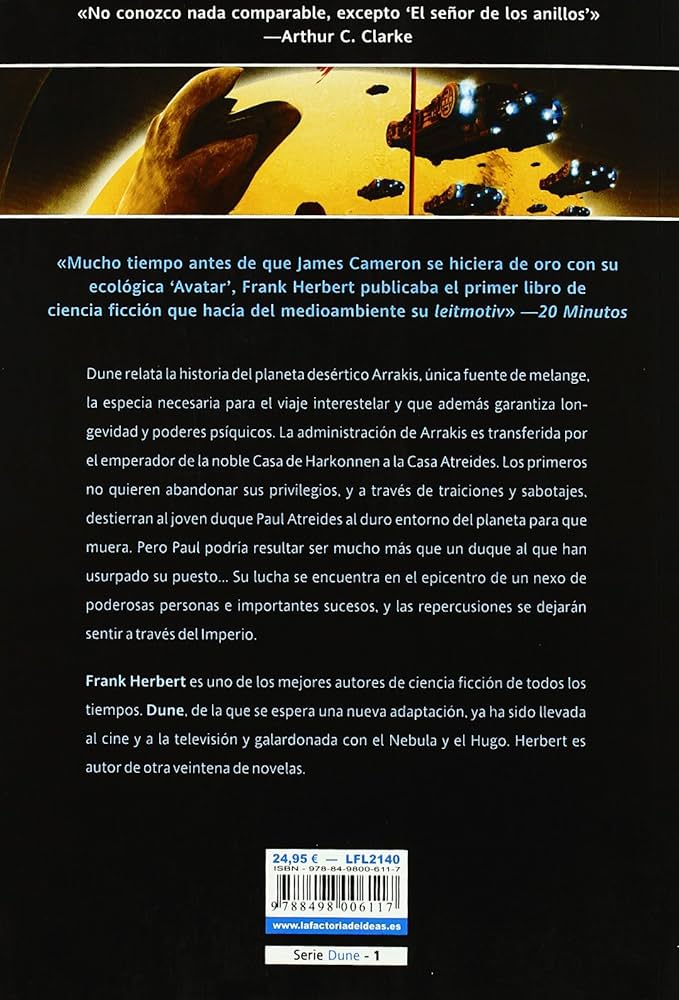 «No conozco nada comparable, excepto ‘El señor de los anillos’»
—Arthur C. Clarke
«Mucho tiempo antes de que James Cameron se hiciera de oro con su
ecológica ‘Avatar’, Frank Herbert publicaba el primer libro de
ciencia ficción que hacía del medioambiente su leitmotiv» —20 Minutos
Dune relata la historia del planeta desértico Arrakis, única fuente de melange,
la especia necesaria para el viaje interestelar y que además garantiza lon-
gevidad y poderes psíquicos. La administración de Arrakis es transferida por
el emperador de la noble Casa de Harkonnen a la Casa Atreides. Los primeros
no quieren abandonar sus privilegios, y a través de traiciones y sabotajes,
destierran al joven duque Paul Atreides al duro entorno del planeta para que
muera. Pero Paul podría resultar ser mucho más que un duque al que han
usurpado su puesto... Su lucha se encuentra en el epicentro de un nexo de
poderosas personas e importantes sucesos, y las repercusiones se dejarán
sentir a través del Imperio.
Frank Herbert es uno de los mejores autores de ciencia ficción de todos los
tiempos. Dune, de la que se espera una nueva adaptación, ya ha sido llevada
al cine y a la televisión y galardonada con el Nebula y el Hugo. Herbert es
autor de otra veintena de novelas.
24,95 € — LFL2140
ISBN - 978-84-9800-611-7
9788498006117
www.lafactoriadeideas.es
Serie Dune - 1